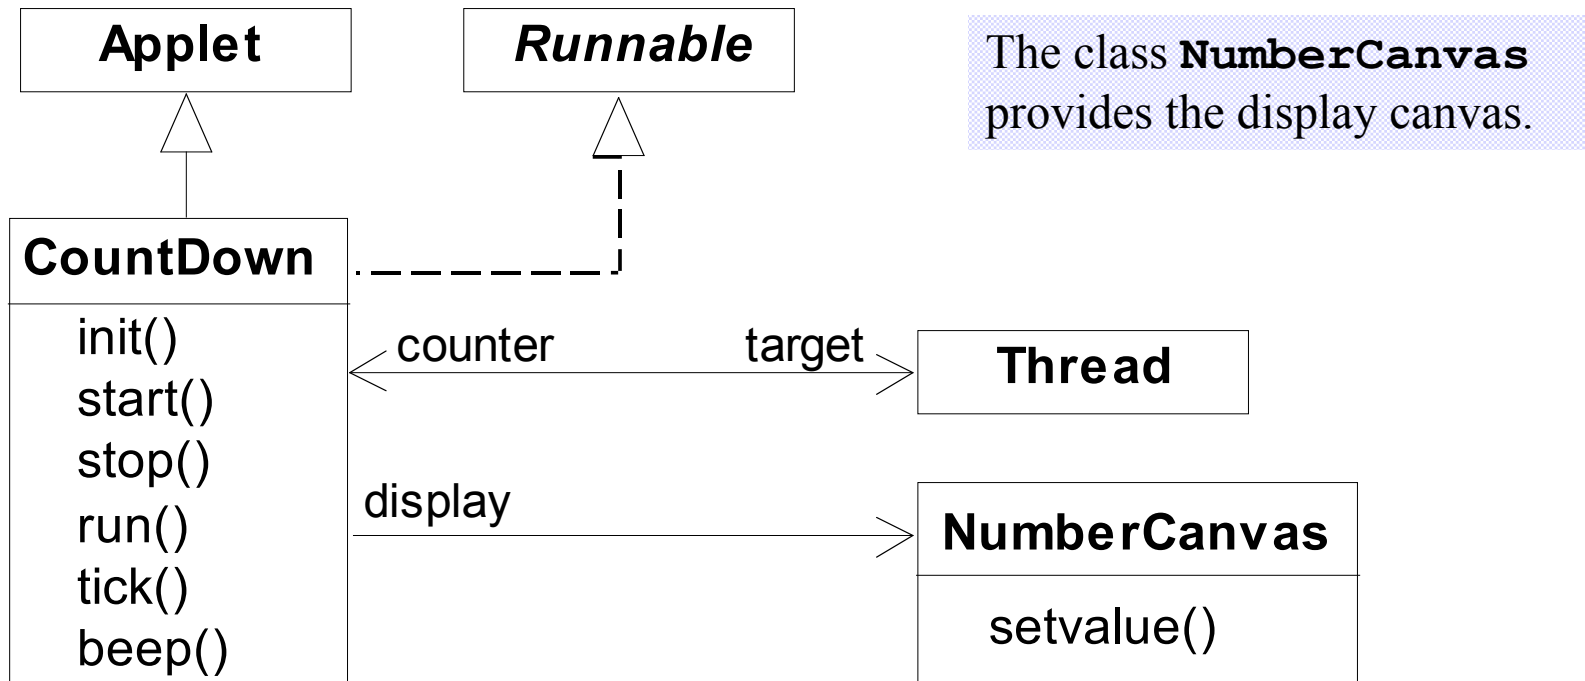 Applet
Runnable
The class NumberCanvas
provides the display canvas.
CountDown
init()
start()
stop()
run()
tick()
beep()
counter
target
Thread
display
NumberCanvas
setvalue()